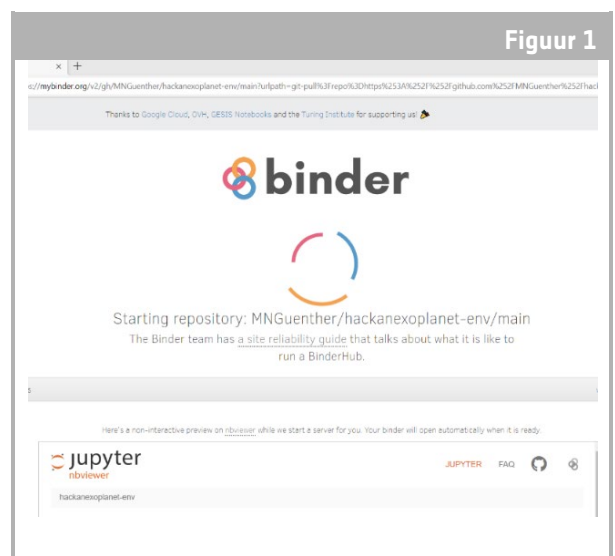 Figuur 1
× +
s://mybinder.org/v2/gh/MNGuenther/hackanexoplanet-env/main?urlpath=git-pull%3Frepo%3Dhttps%253A%252F%252Fgithub.com%252FMNGuenther%252Fhack
Thanks to Google Cloud, OVH, GESIS Notebooks and the Turing Institute for supporting us! 🎉
binder
Starting repository: MNGuenther/hackanexoplanet-env/main
The Binder team has a site reliability guide that talks about what it is like to
run a BinderHub.
s
Here's a non-interactive preview on nbviewer while we start a server for you. Your binder will open automatically when it is ready.
jupyter
nbviewer
JUPYTER FAQ
hackanexoplanet-env